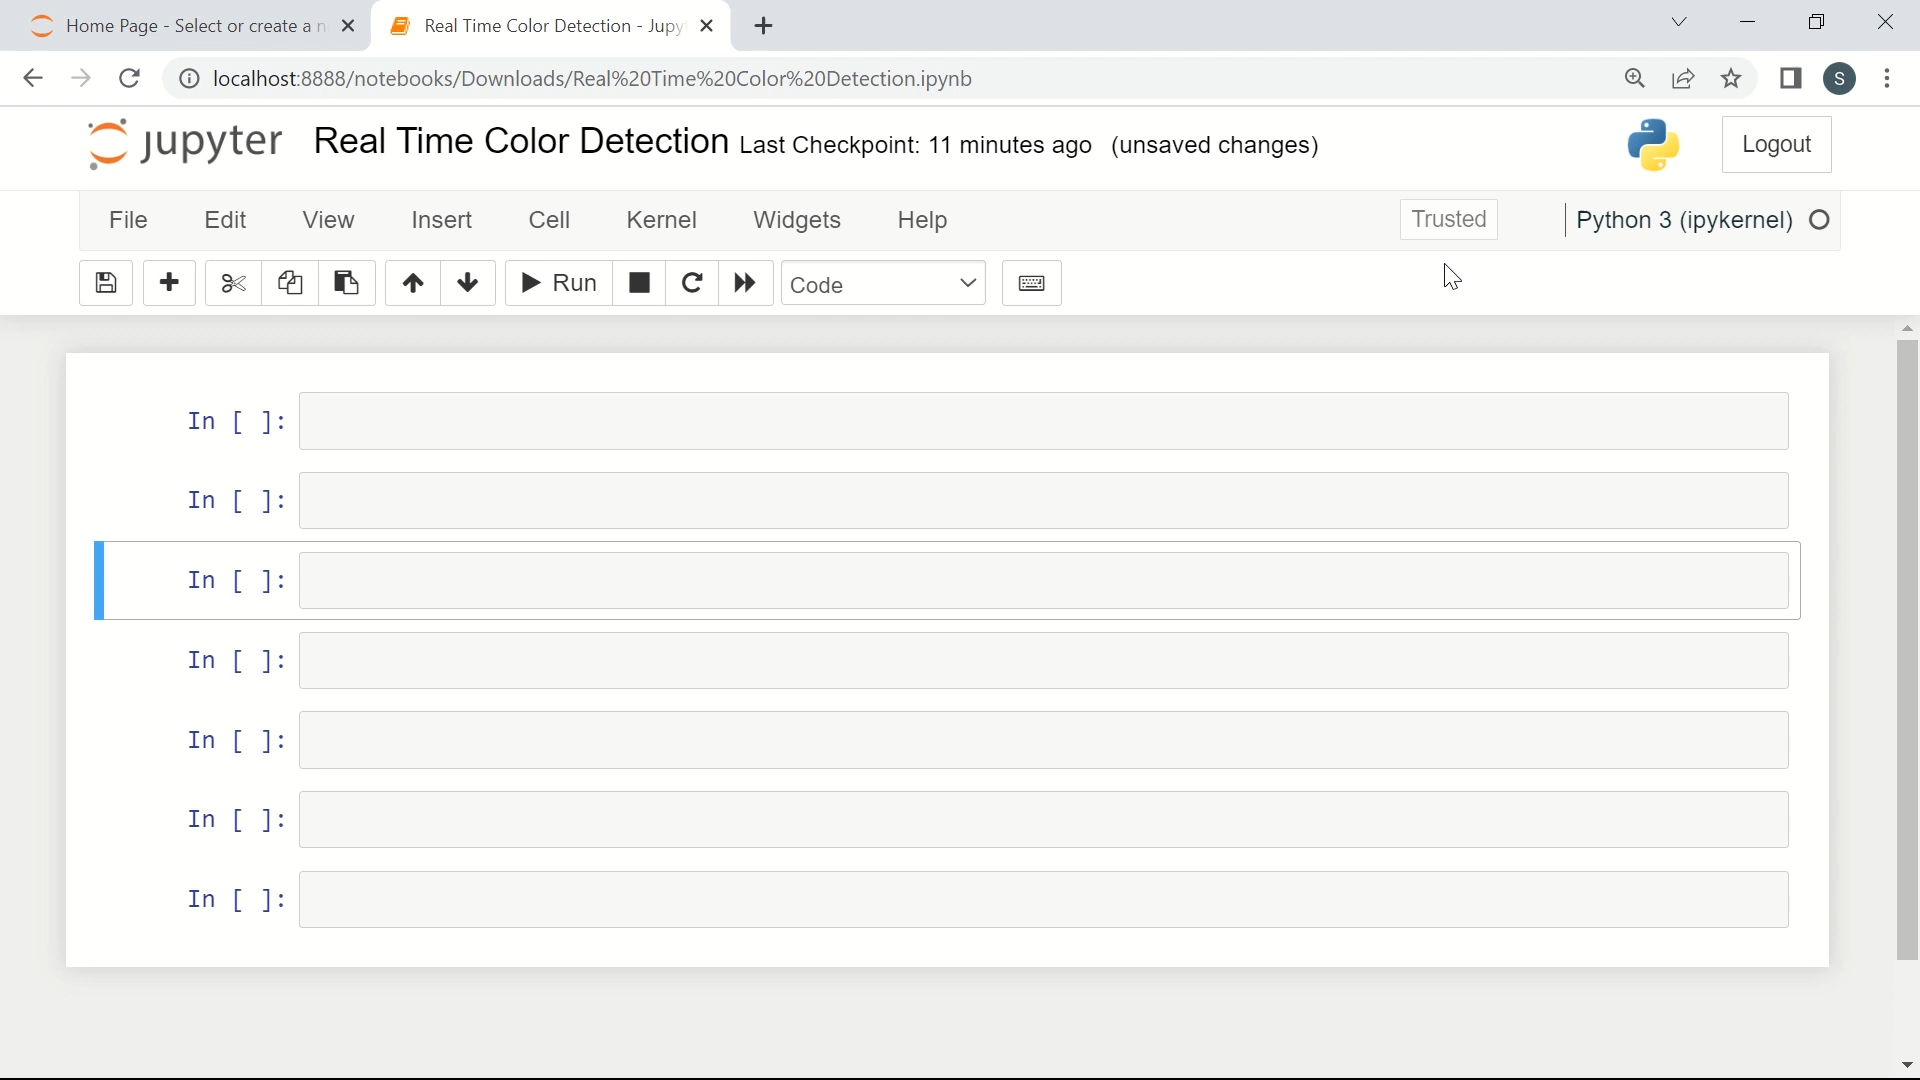 Home Page - Select or create a n
Real Time Color Detection - Jupy
localhost:8888/notebooks/Downloads/Real%20Time%20Color%20Detection.ipynb
S
jupyter Real Time Color Detection Last Checkpoint: 11 minutes ago (unsaved changes)
Logout
File Edit View Insert Cell Kernel Widgets Help Trusted Python 3 (ipykernel)
Run Code
In [ ]:
In [ ]:
In [ ]:
In [ ]:
In [ ]:
In [ ]:
In [ ]: